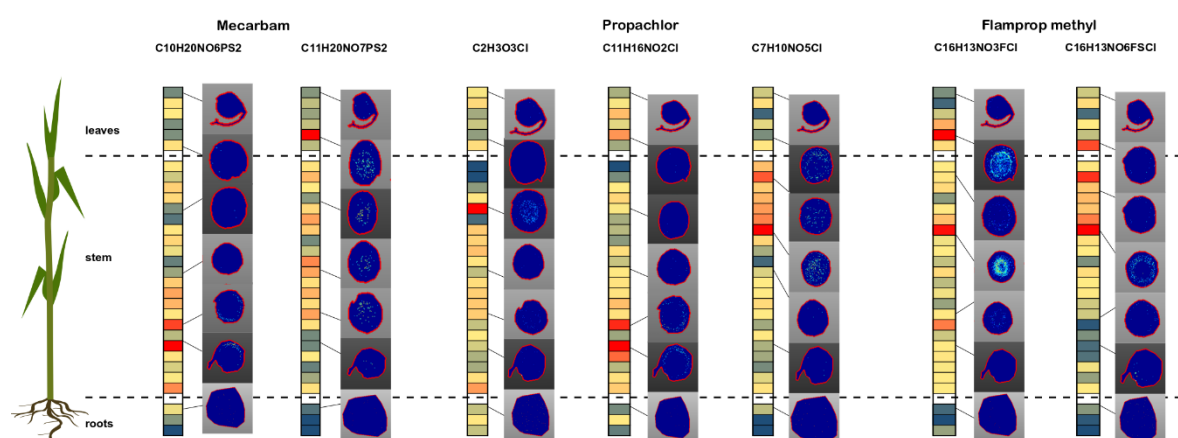 Mecarbam Propachlor Flamprop methyl
C10H20NO6PS2 C11H20NO7PS2 C2H3O3Cl C11H16NO2Cl C7H10NO5Cl C16H13NO3FCl C16H13NO6FSCl
leaves
stem
roots